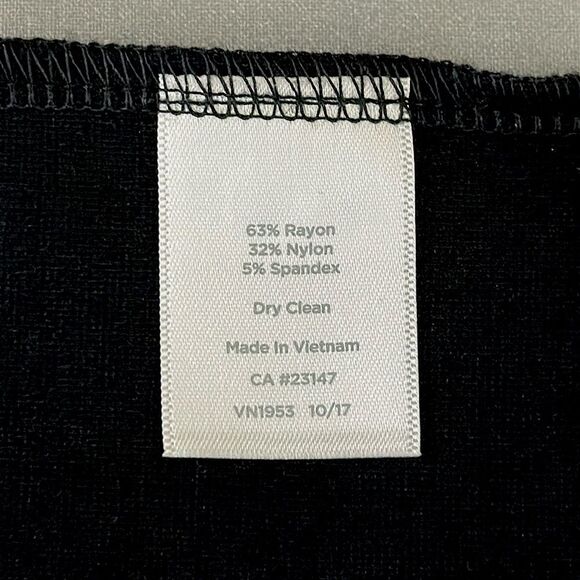 63% Rayon
32% Nylon
5% Spandex
Dry Clean
Made In Vietnam
CA #23147
VN1953 10/17